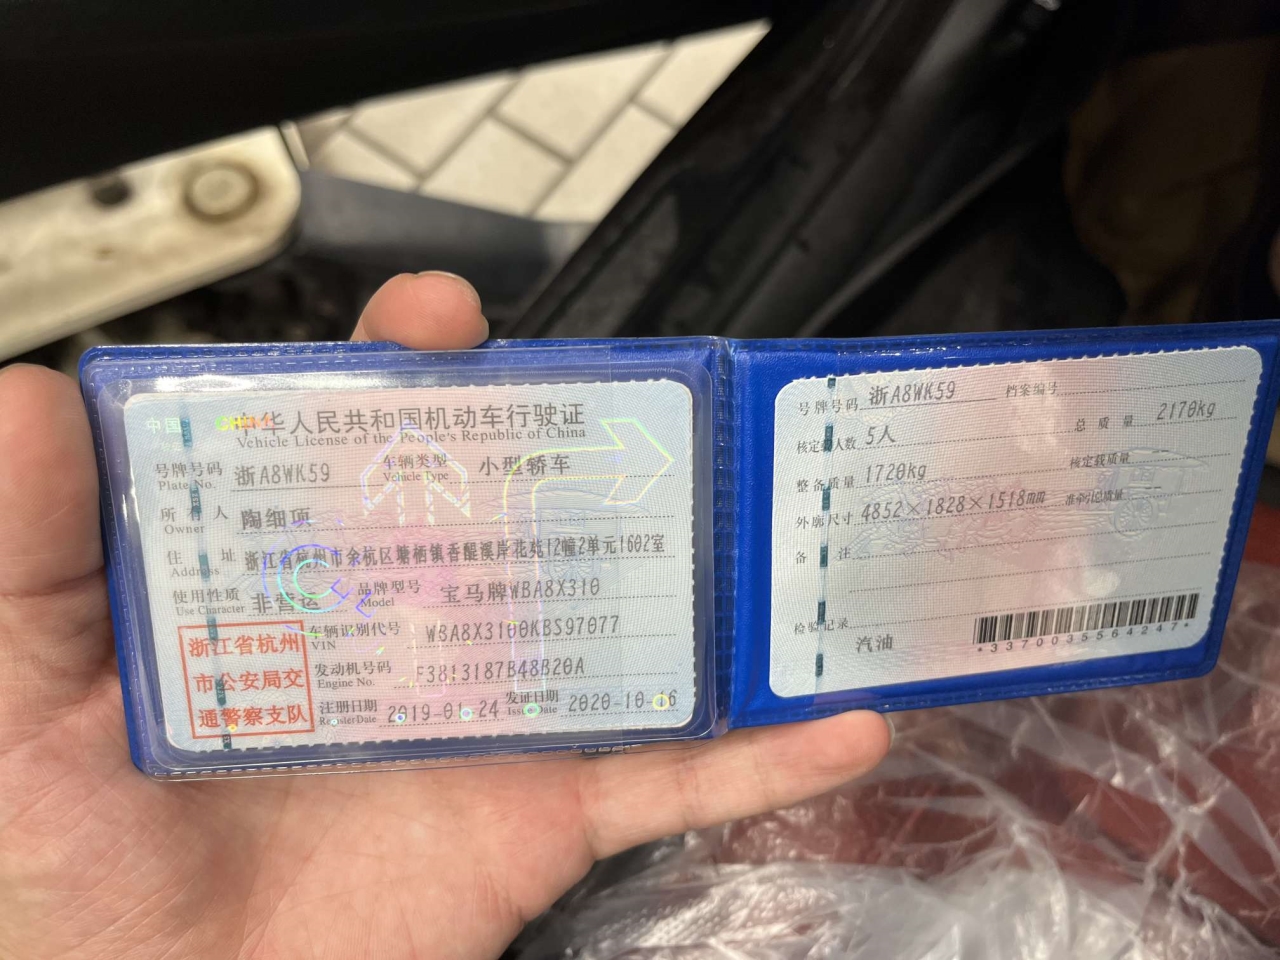 中国 CHINA
中华人民共和国机动车行驶证
Vehicle License of the People's Republic of China
号牌号码 浙A8WK59 车辆类型 小型轿车
Plate No. Vehicle Type
所有人 陶细项
Owner
住址 浙江省杭州市余杭区塘栖镇香醍溪岸花苑12幢2单元1602室
Address
使用性质 非营运 品牌型号 宝马牌WBA8X310
Use Character Model
浙江省杭州市公安局交通警察支队
车辆识别代号 WBA8X3100KBS97077
VIN
发动机号码 F3813187B48B20A
Engine No.
注册日期 2019-01-24 发证日期 2020-10-16
Register Date Issue Date
号牌号码 浙A8WK59 档案编号
核定载人数 5人 总质量 2170kg
整备质量 1720kg 核定载质量 --
外廓尺寸 4852×1828×1518mm 准牵引总质量 --
备注
检验记录
汽油
*3370035564247*